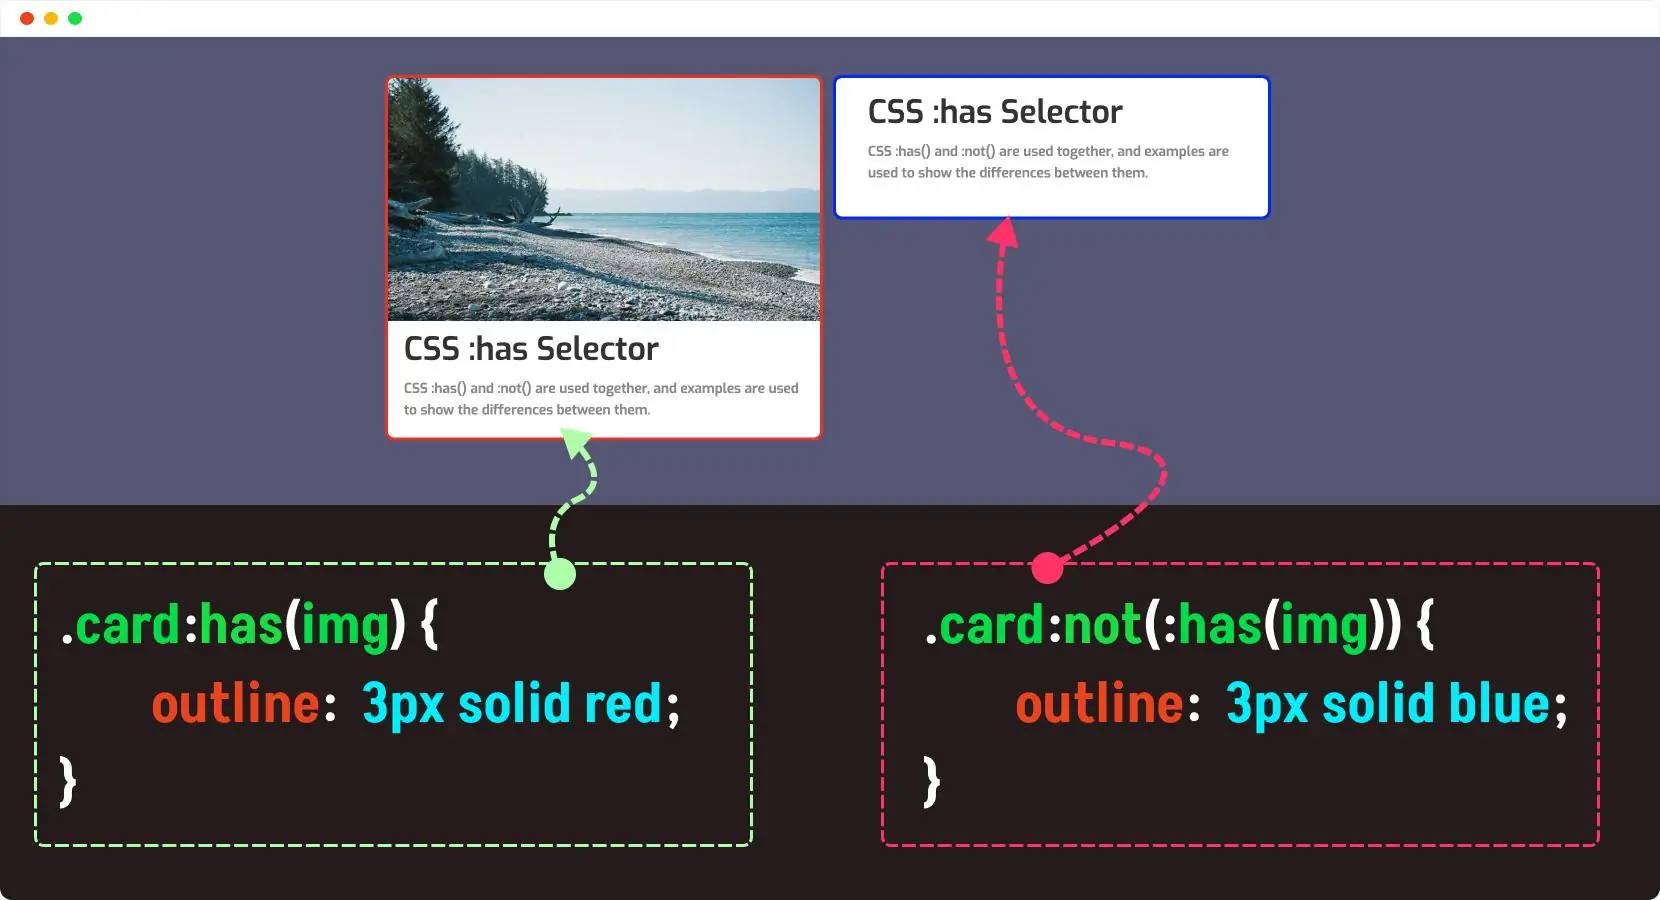 CSS :has Selector
CSS :has() and :not() are used together, and examples are used
to show the differences between them.
CSS :has Selector
CSS :has() and :not() are used together, and examples are
used to show the differences between them.
.card:has(img) {
outline: 3px solid red;
}
.card:not(:has(img)) {
outline: 3px solid blue;
}